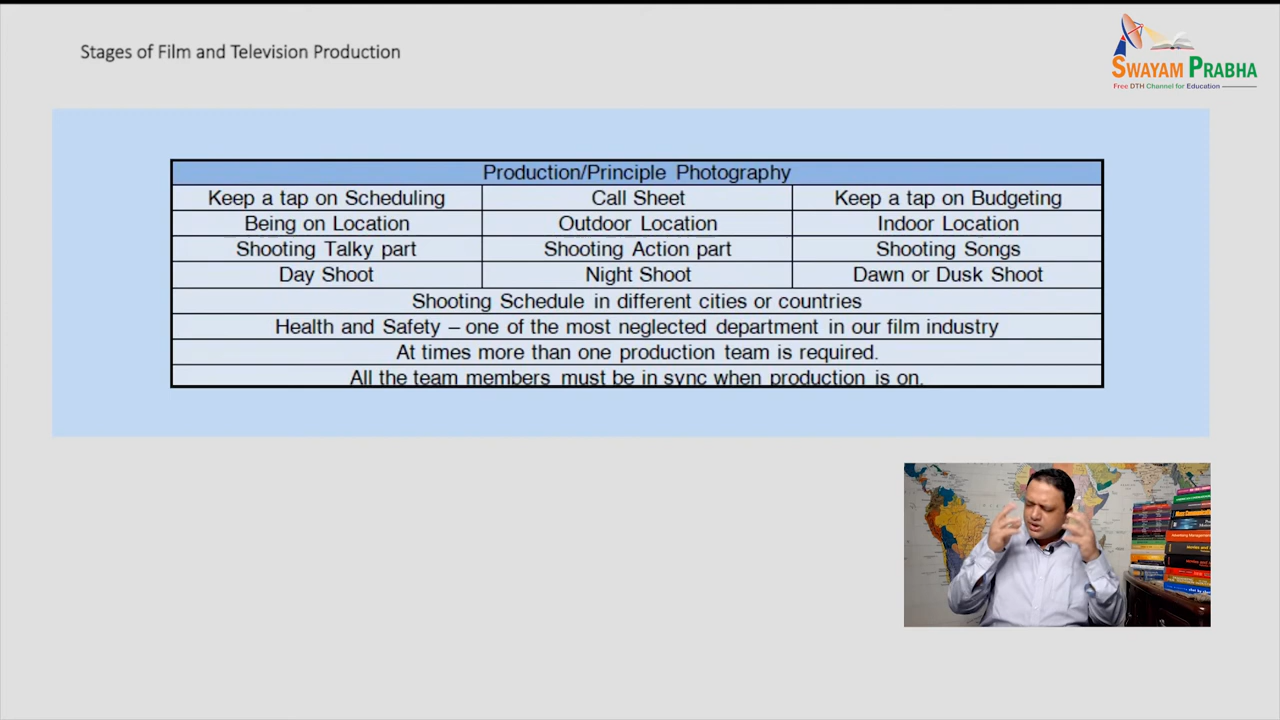 Stages of Film and Television Production
SWAYAM PRABHA
Free DTH Channel for Education
Production/Principle Photography
Keep a tap on Scheduling Call Sheet Keep a tap on Budgeting
Being on Location Outdoor Location Indoor Location
Shooting Talky part Shooting Action part Shooting Songs
Day Shoot Night Shoot Dawn or Dusk Shoot
Shooting Schedule in different cities or countries
Health and Safety – one of the most neglected department in our film industry
At times more than one production team is required.
All the team members must be in sync when production is on.
Advertising Management